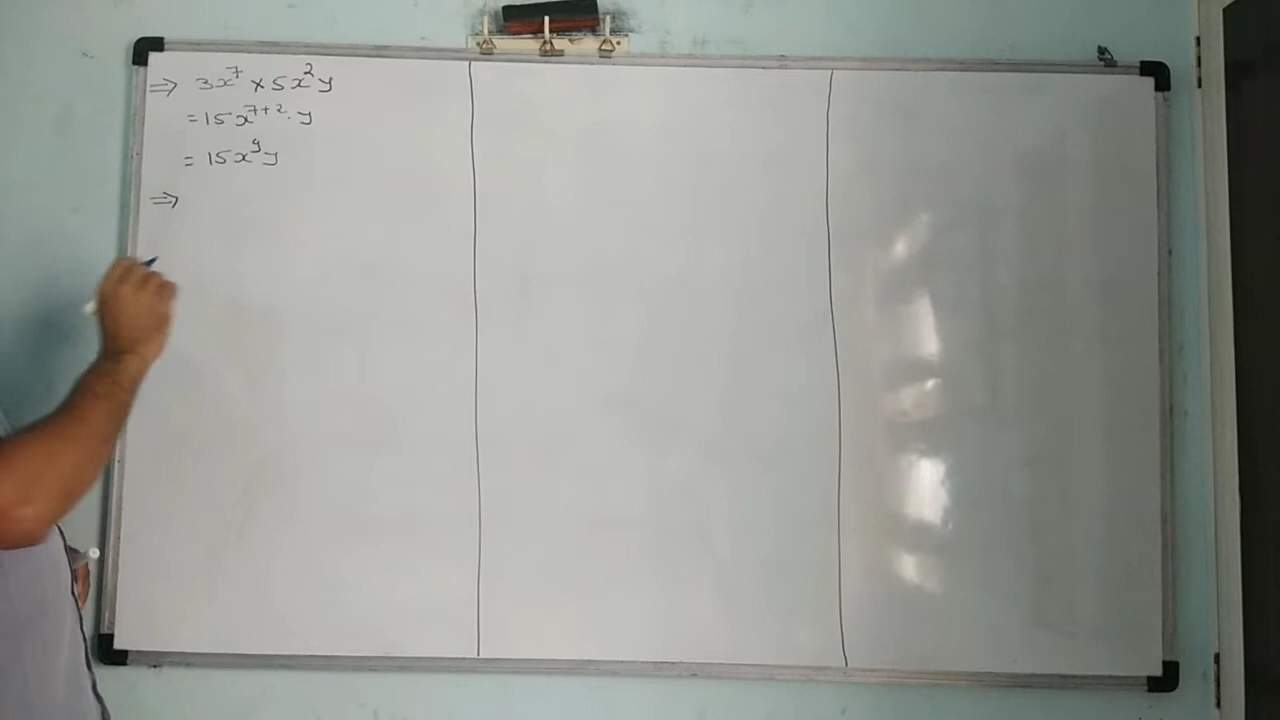 ⇒ 3x⁷ × 5x²y
= 15x⁷⁺² · y
= 15x⁹y
⇒